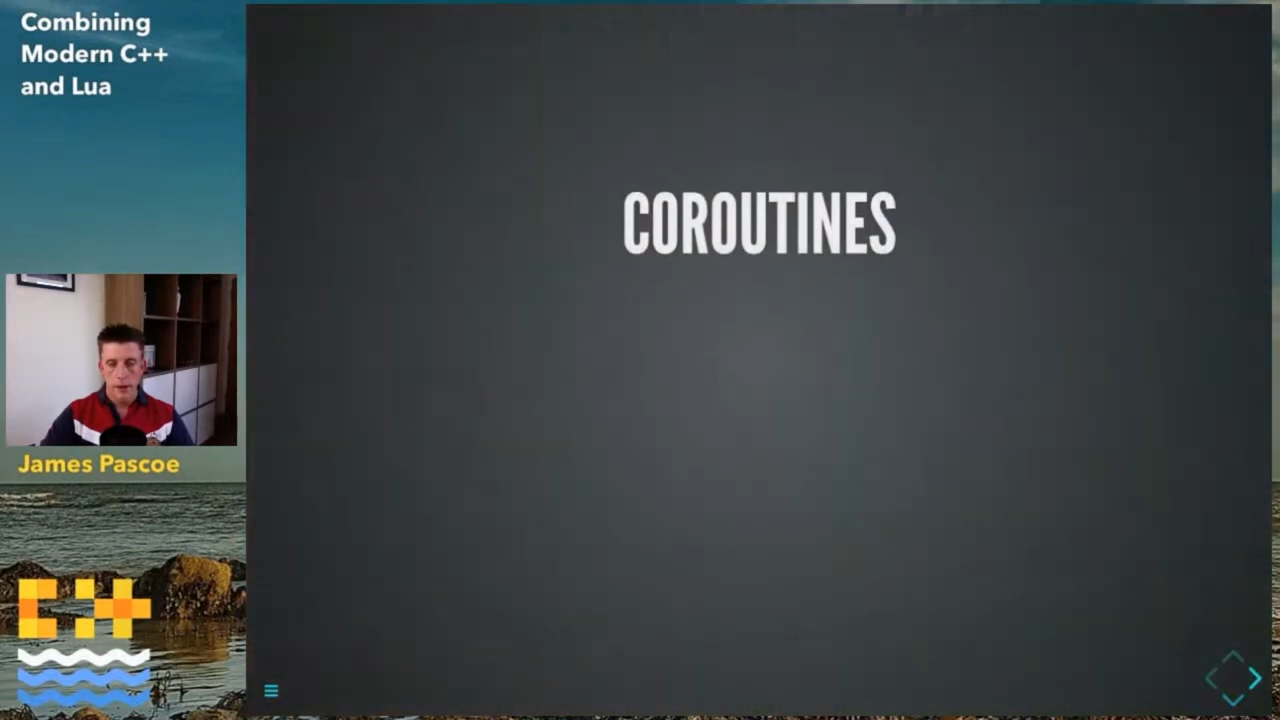 Combining
Modern C++
and Lua
COROUTINES
James Pascoe
C++